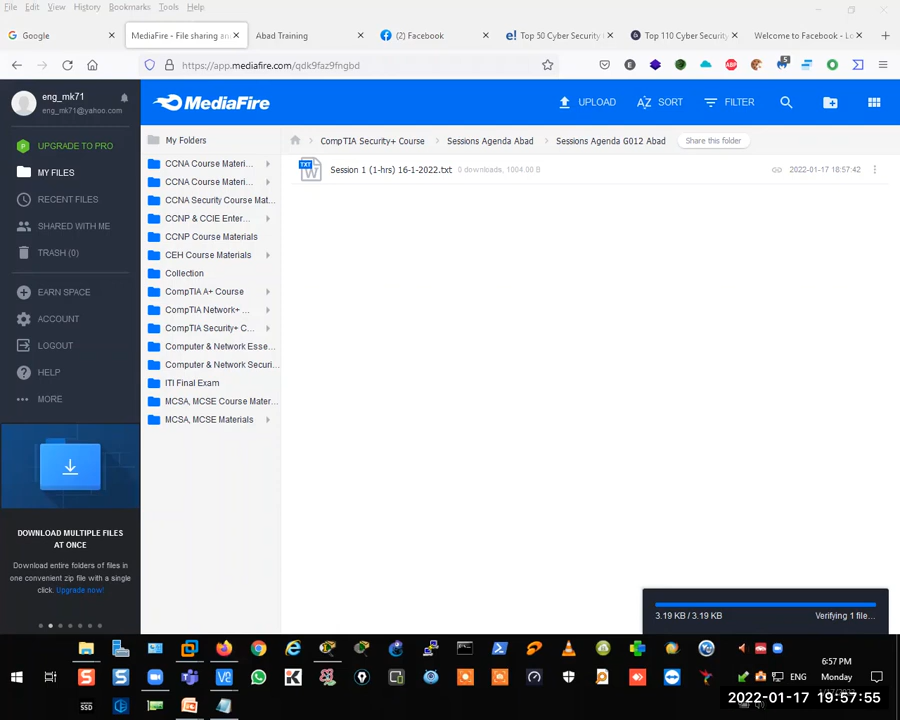 File Edit View History Bookmarks Tools Help
Google
MediaFire - File sharing an
Abad Training
(2) Facebook
Top 50 Cyber Security
Top 110 Cyber Security
Welcome to Facebook - Lo
https://app.mediafire.com/qdk9faz9fngbd
eng_mk71
eng_mk71@yahoo.com
MediaFire
UPLOAD
SORT
FILTER
UPGRADE TO PRO
MY FILES
RECENT FILES
SHARED WITH ME
TRASH (0)
EARN SPACE
ACCOUNT
LOGOUT
HELP
MORE
DOWNLOAD MULTIPLE FILES
AT ONCE
Download entire folders of files in
one convenient zip file with a single
click. Upgrade now!
My Folders
CCNA Course Materi...
CCNA Course Materi...
CCNA Security Course Mat...
CCNP & CCIE Enter...
CCNP Course Materials
CEH Course Materials
Collection
CompTIA A+ Course
CompTIA Network+ ...
CompTIA Security+ C...
Computer & Network Esse...
Computer & Network Securi...
ITI Final Exam
MCSA, MCSE Course Mater...
MCSA, MCSE Materials
CompTIA Security+ Course
Sessions Agenda Abad
Sessions Agenda G012 Abad
Share this folder
TXT
Session 1 (1-hrs) 16-1-2022.txt
0 downloads, 1004.00 B
2022-01-17 18:57:42
3.19 KB / 3.19 KB
Verifying 1 file...
6:57 PM
ENG
Monday
SSD
2022-01-17 19:57:55